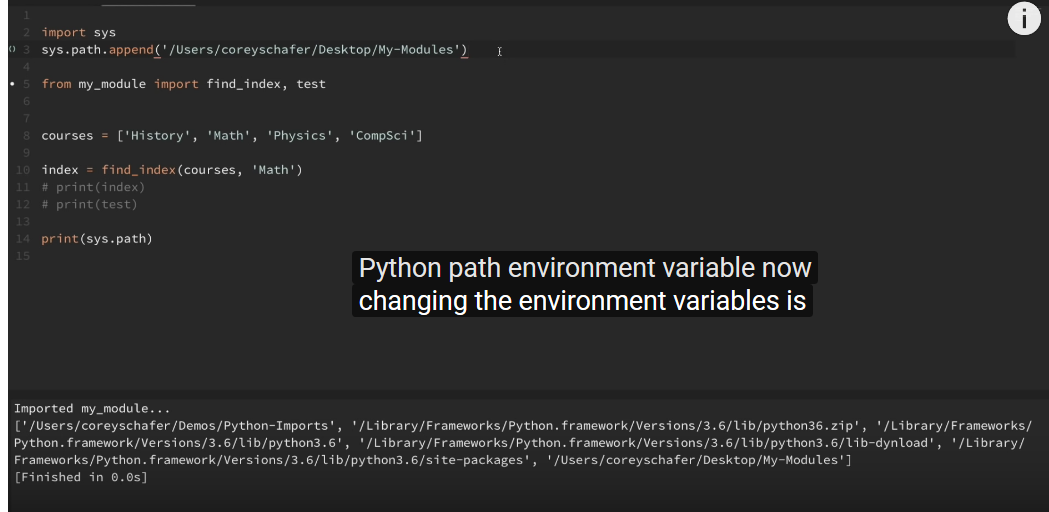 1
2 import sys
3 sys.path.append('/Users/coreyschafer/Desktop/My-Modules')
4
5 from my_module import find_index, test
6
7
8 courses = ['History', 'Math', 'Physics', 'CompSci']
9
10 index = find_index(courses, 'Math')
11 # print(index)
12 # print(test)
13
14 print(sys.path)
15
Python path environment variable now
changing the environment variables is
Imported my_module...
['/Users/coreyschafer/Demos/Python-Imports', '/Library/Frameworks/Python.framework/Versions/3.6/lib/python36.zip', '/Library/Frameworks/
Python.framework/Versions/3.6/lib/python3.6', '/Library/Frameworks/Python.framework/Versions/3.6/lib/python3.6/lib-dynload', '/Library/
Frameworks/Python.framework/Versions/3.6/lib/python3.6/site-packages', '/Users/coreyschafer/Desktop/My-Modules']
[Finished in 0.0s]